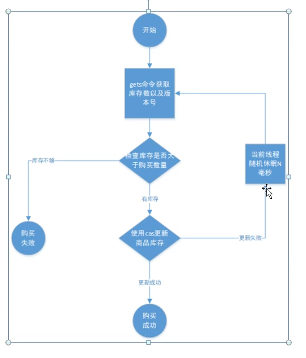 开始
gets命令获取
库存数以及版
本号
检查库存是否大
于购买数量
当前线程
随机休眠N
毫秒
库存不够
有库存
购买
失败
使用cas更新
商品库存
更新失败
更新成功
购买
成功